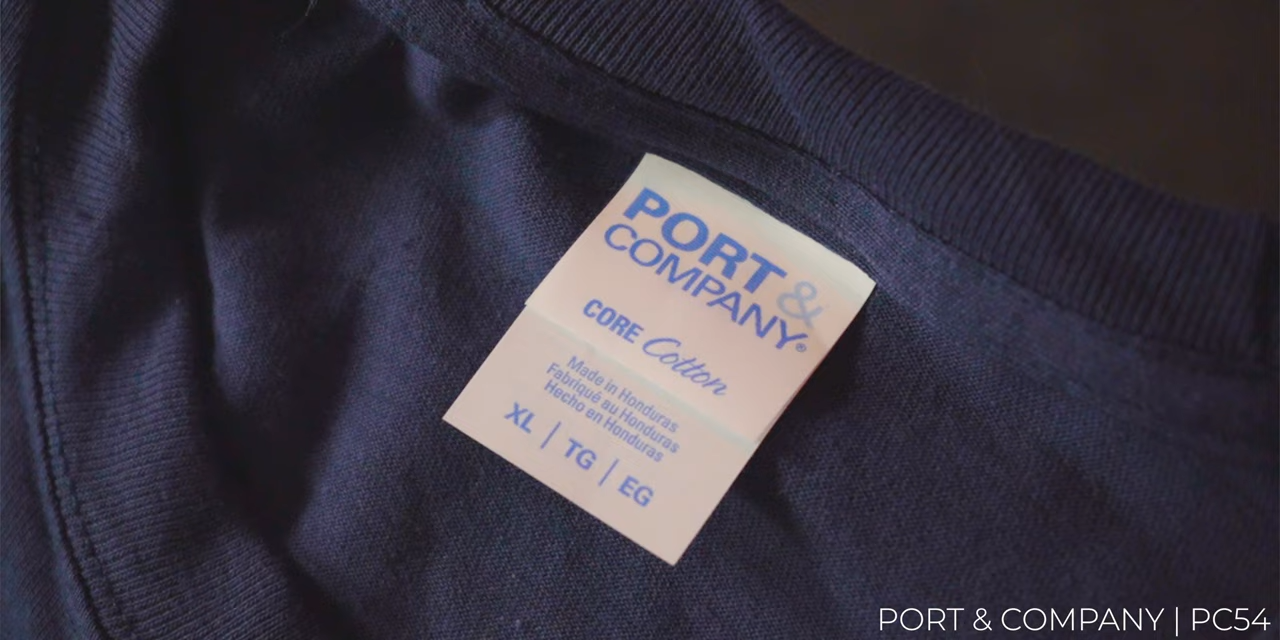 PORT &
COMPANY®
CORE Cotton
Made in Honduras
Fabriqué au Honduras
Hecho en Honduras
XL | TG | EG
PORT & COMPANY | PC54